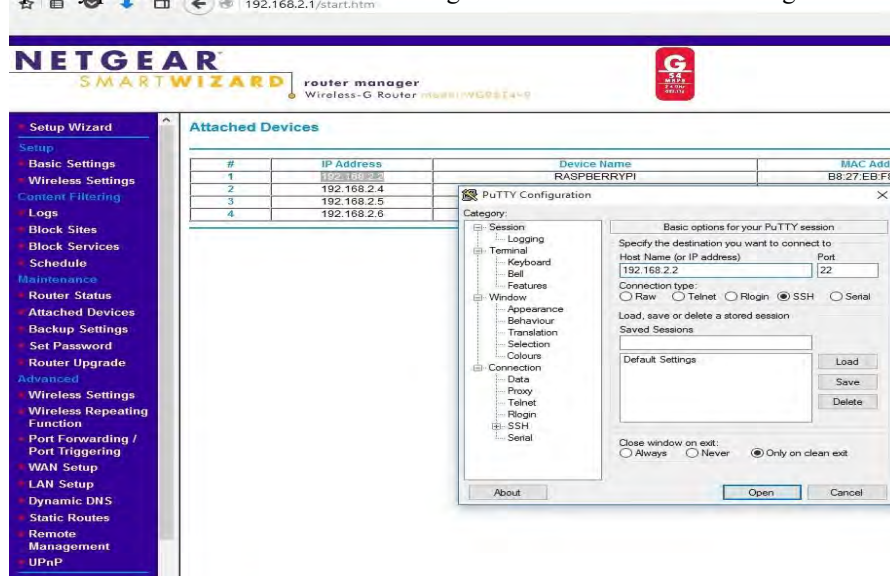 192.168.2.1/start.htm
NETGEAR
SMARTWIZARD router manager
Wireless-G Router
G
54
Setup Wizard
Setup
Basic Settings
Wireless Settings
Content Filtering
Logs
Block Sites
Block Services
Schedule
Maintenance
Router Status
Attached Devices
Backup Settings
Set Password
Router Upgrade
Advanced
Wireless Settings
Wireless Repeating
Function
Port Forwarding /
Port Triggering
WAN Setup
LAN Setup
Dynamic DNS
Static Routes
Remote
Management
UPnP
Attached Devices
# IP Address Device Name MAC Add
1 192.168.2.2 RASPBERRYPI B8:27:EB:F8
2 192.168.2.4
3 192.168.2.5
4 192.168.2.6
PuTTY Configuration
Category:
Session
Logging
Terminal
Keyboard
Bell
Features
Window
Appearance
Behaviour
Translation
Selection
Colours
Connection
Data
Proxy
Telnet
Rlogin
SSH
Serial
Basic options for your PuTTY session
Specify the destination you want to connect to
Host Name (or IP address) Port
192.168.2.2 22
Connection type:
Raw Telnet Rlogin SSH Serial
Load, save or delete a stored session
Saved Sessions
Default Settings
Load
Save
Delete
Close window on exit:
Always Never Only on clean exit
About Open Cancel